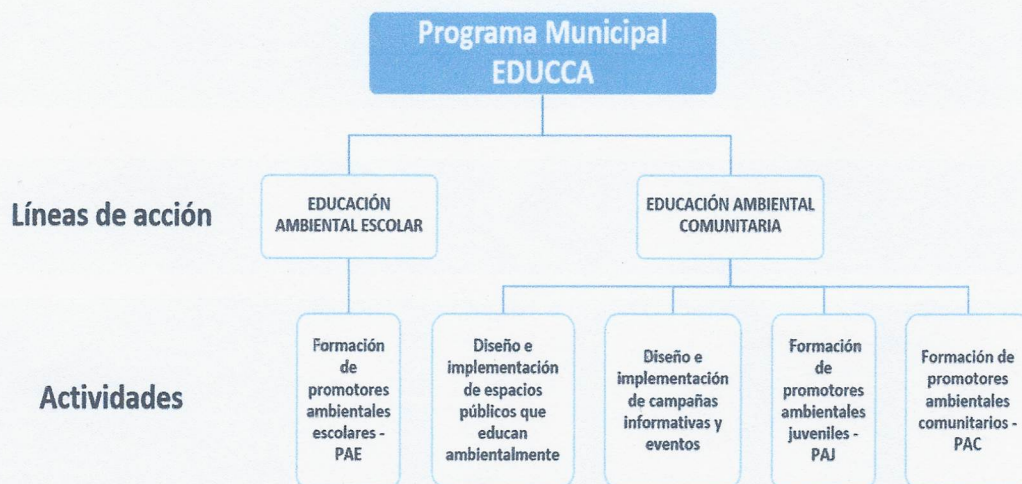 Programa Municipal
EDUCCA
Líneas de acción
EDUCACIÓN
AMBIENTAL ESCOLAR
EDUCACIÓN AMBIENTAL
COMUNITARIA
Actividades
Formación
de
promotores
ambientales
escolares -
PAE
Diseño e
implementación
de espacios
públicos que
educan
ambientalmente
Diseño e
implementación
de campañas
informativas y
eventos
Formación
de
promotores
ambientales
juveniles -
PAJ
Formación de
promotores
ambientales
comunitarios -
PAC